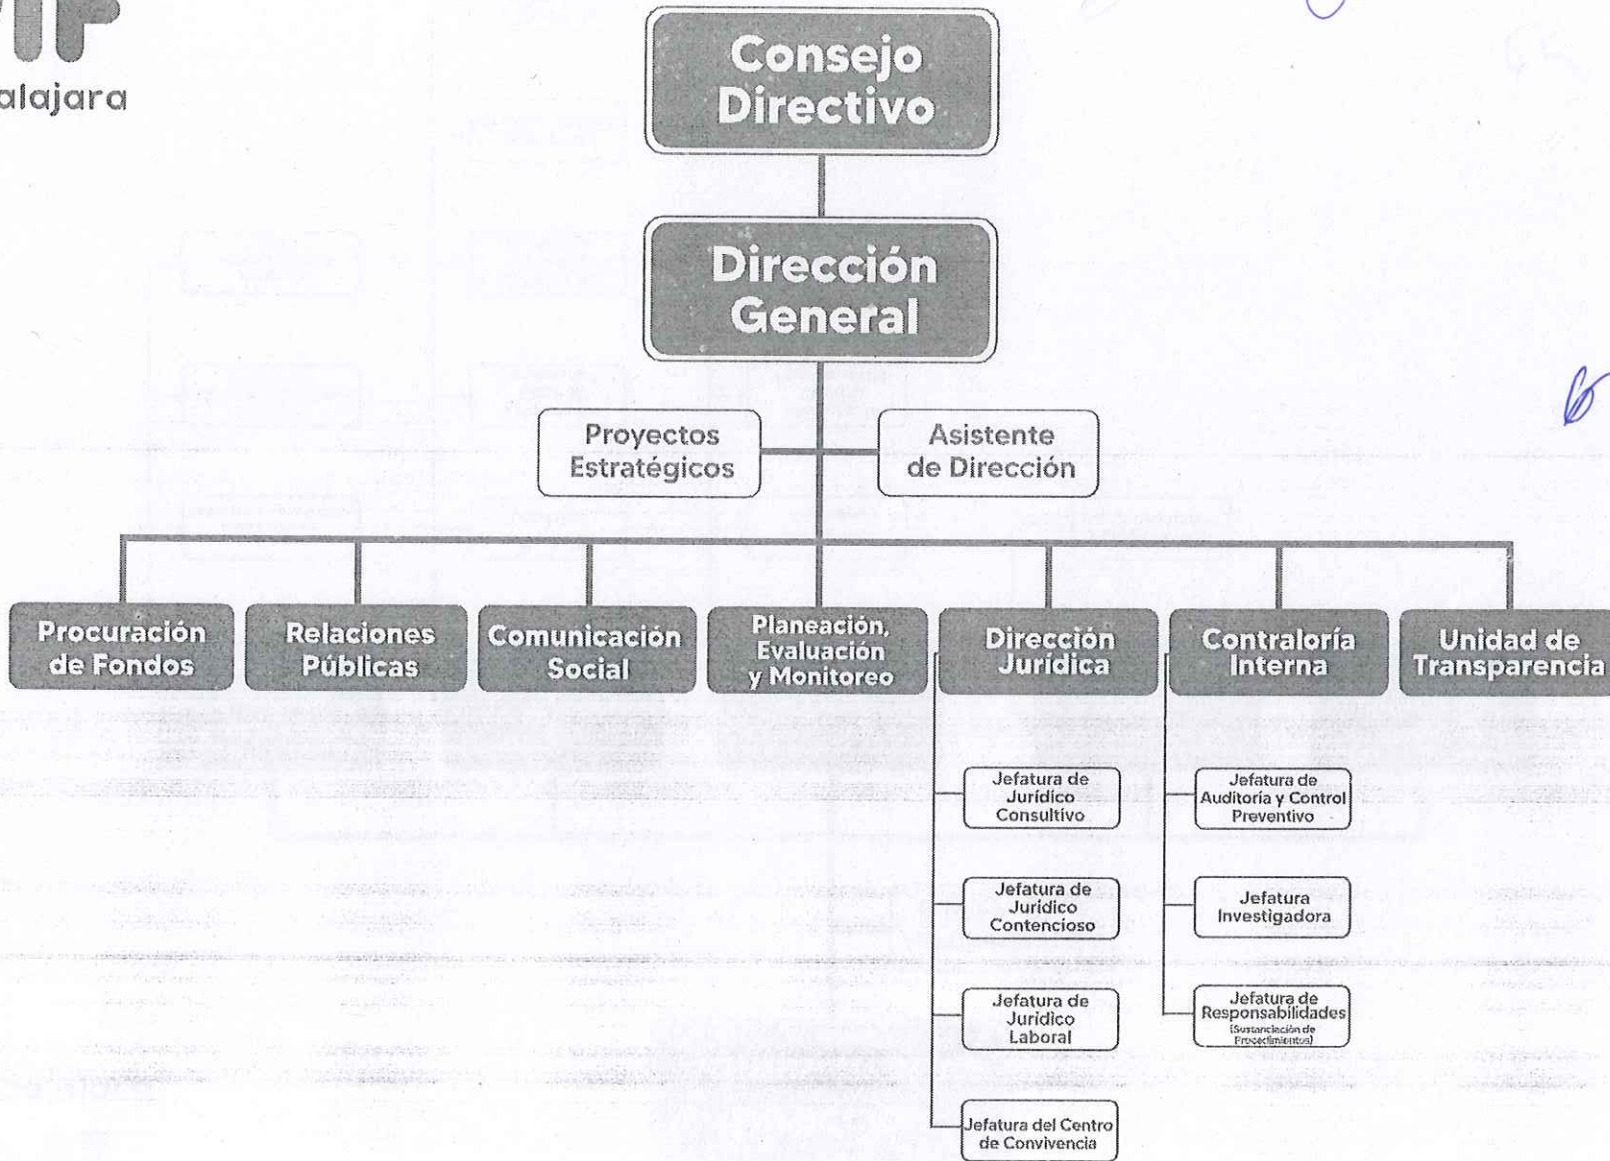 alajara
Consejo
Directivo
Dirección
General
Proyectos
Estratégicos
Asistente
de Dirección
Procuración
de Fondos
Relaciones
Públicas
Comunicación
Social
Planeación,
Evaluación
y Monitoreo
Dirección
Jurídica
Contraloría
Interna
Unidad de
Transparencia
Jefatura de
Jurídico
Consultivo
Jefatura de
Jurídico
Contencioso
Jefatura de
Jurídico
Laboral
Jefatura del Centro
de Convivencia
Jefatura de
Auditoría y Control
Preventivo
Jefatura
Investigadora
Jefatura de
Responsabilidades
(Sustanciación de
Procedimientos)